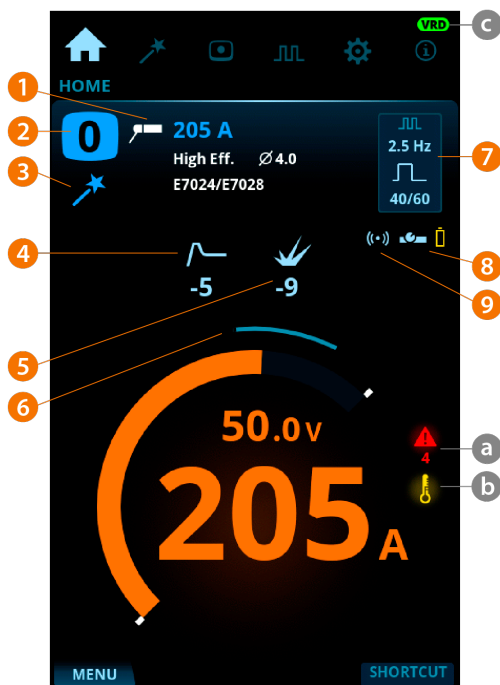 VRD
c
HOME
1
2
0
205 A
High Eff. Ø 4.0
E7024/E7028
2.5 Hz
40/60
7
3
4
-5
-9
8
9
5
6
50.0 V
205 A
4
a
b
MENU
SHORTCUT